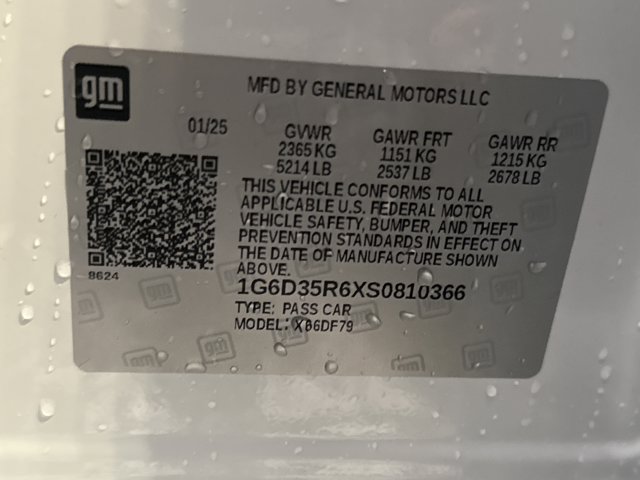 gm
MFD BY GENERAL MOTORS LLC
01/25
GVWR
2365 KG
5214 LB
GAWR FRT
1151 KG
2537 LB
GAWR RR
1215 KG
2678 LB
THIS VEHICLE CONFORMS TO ALL
APPLICABLE U.S. FEDERAL MOTOR
VEHICLE SAFETY, BUMPER, AND THEFT
PREVENTION STANDARDS IN EFFECT ON
THE DATE OF MANUFACTURE SHOWN
ABOVE.
8624
1G6D35R6XS0810366
TYPE: PASS CAR
MODEL: X66DF79